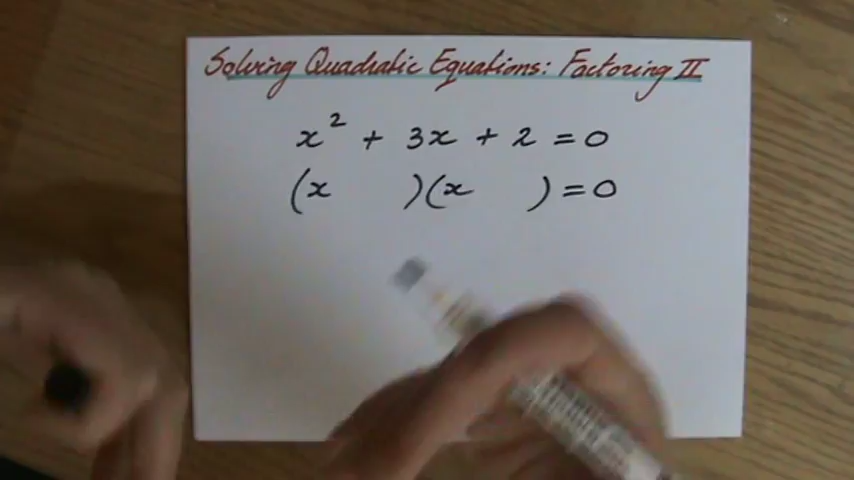 Solving Quadratic Equations: Factoring II
x² + 3x + 2 = 0
(x )(x ) = 0